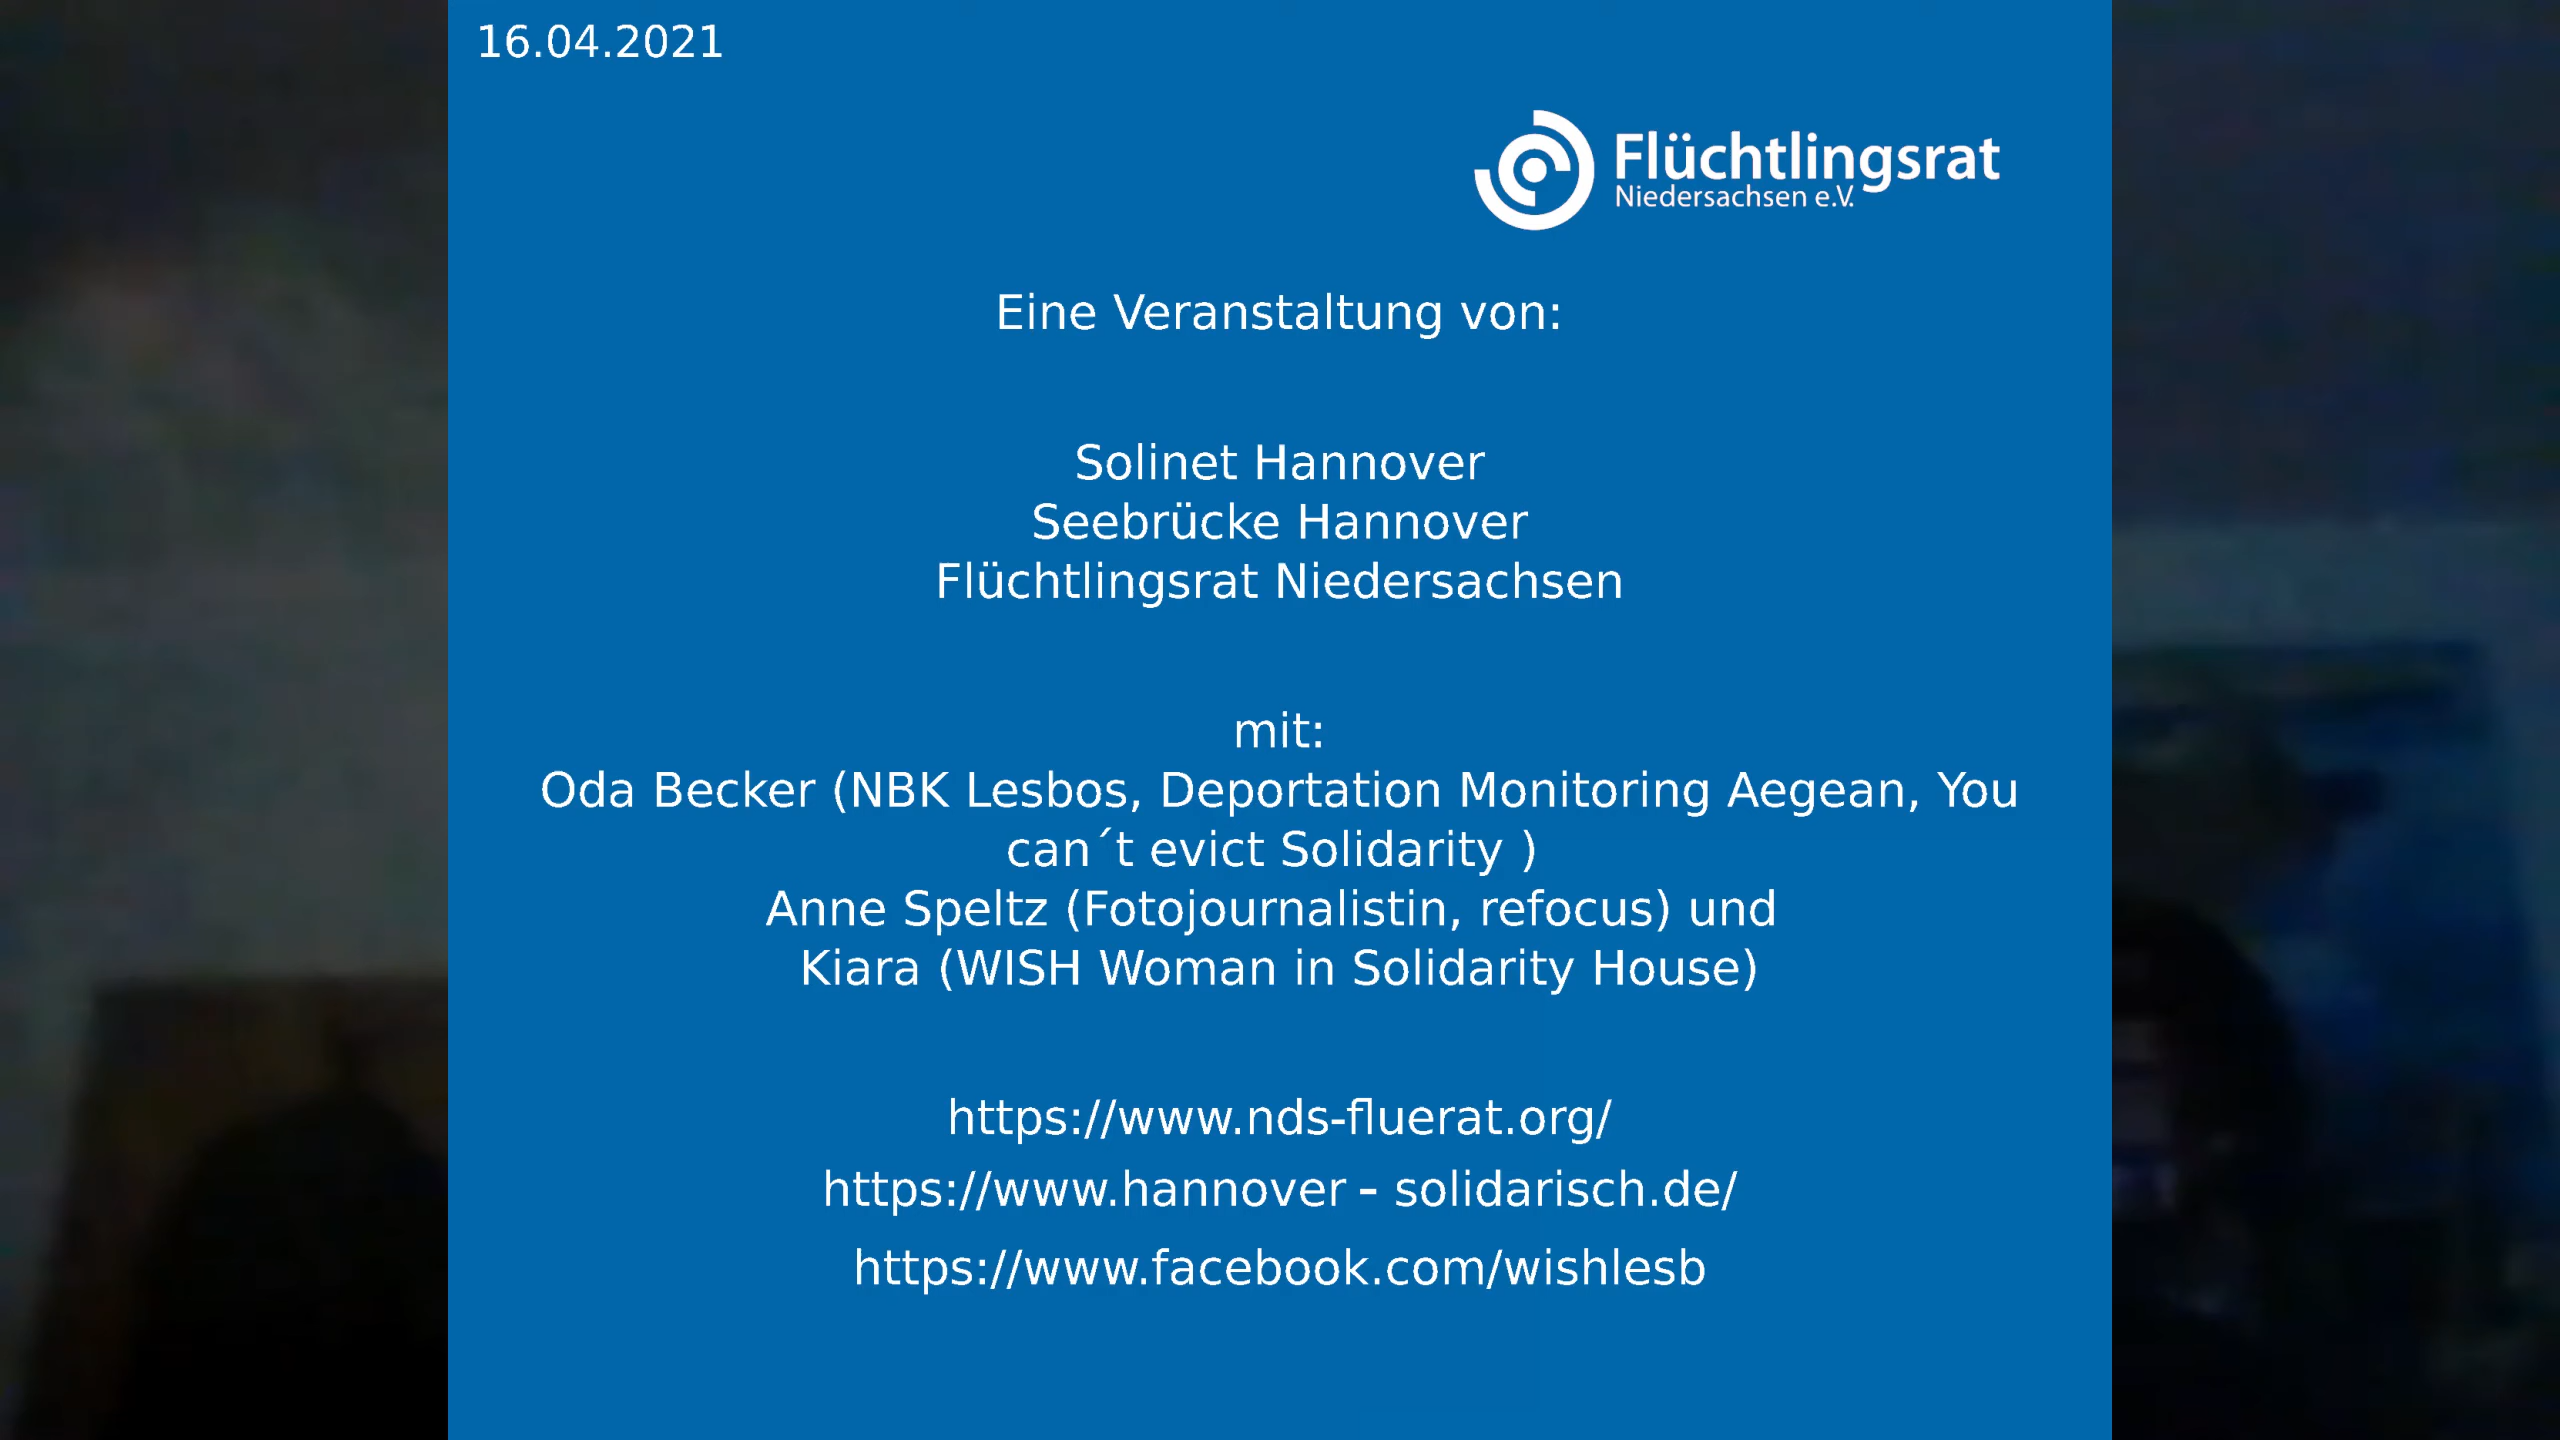 16.04.2021
Flüchtlingsrat
Niedersachsen e.V.
Eine Veranstaltung von:
Solinet Hannover
Seebrücke Hannover
Flüchtlingsrat Niedersachsen
mit:
Oda Becker (NBK Lesbos, Deportation Monitoring Aegean, You
can´t evict Solidarity )
Anne Speltz (Fotojournalistin, refocus) und
Kiara (WISH Woman in Solidarity House)
https://www.nds-fluerat.org/
https://www.hannover - solidarisch.de/
https://www.facebook.com/wishlesb